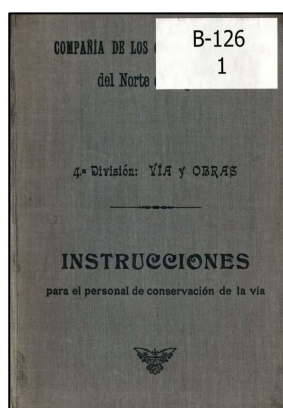 COMPAÑIA DE LOS
del Norte
B-126
1
4.ª División: VÍA y OBRAS
INSTRUCCIONES
para el personal de conservación de la vía